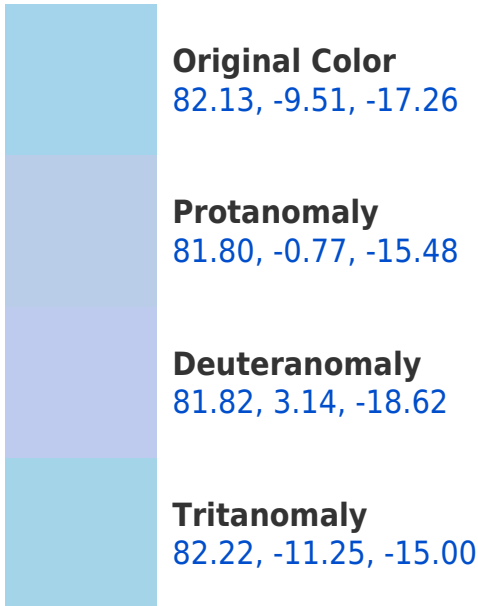 Original Color
82.13, -9.51, -17.26
Protanomaly
81.80, -0.77, -15.48
Deuteranomaly
81.82, 3.14, -18.62
Tritanomaly
82.22, -11.25, -15.00